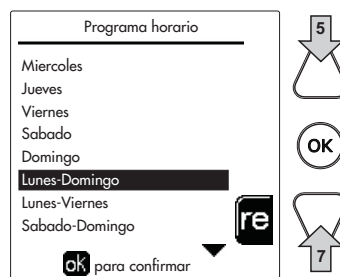 Programa horario
5
Miercoles
Jueves
Viernes
Sabado
Domingo
OK
Lunes-Domingo
Lunes-Viernes
Sabado-Domingo
re
ok para confirmar
7